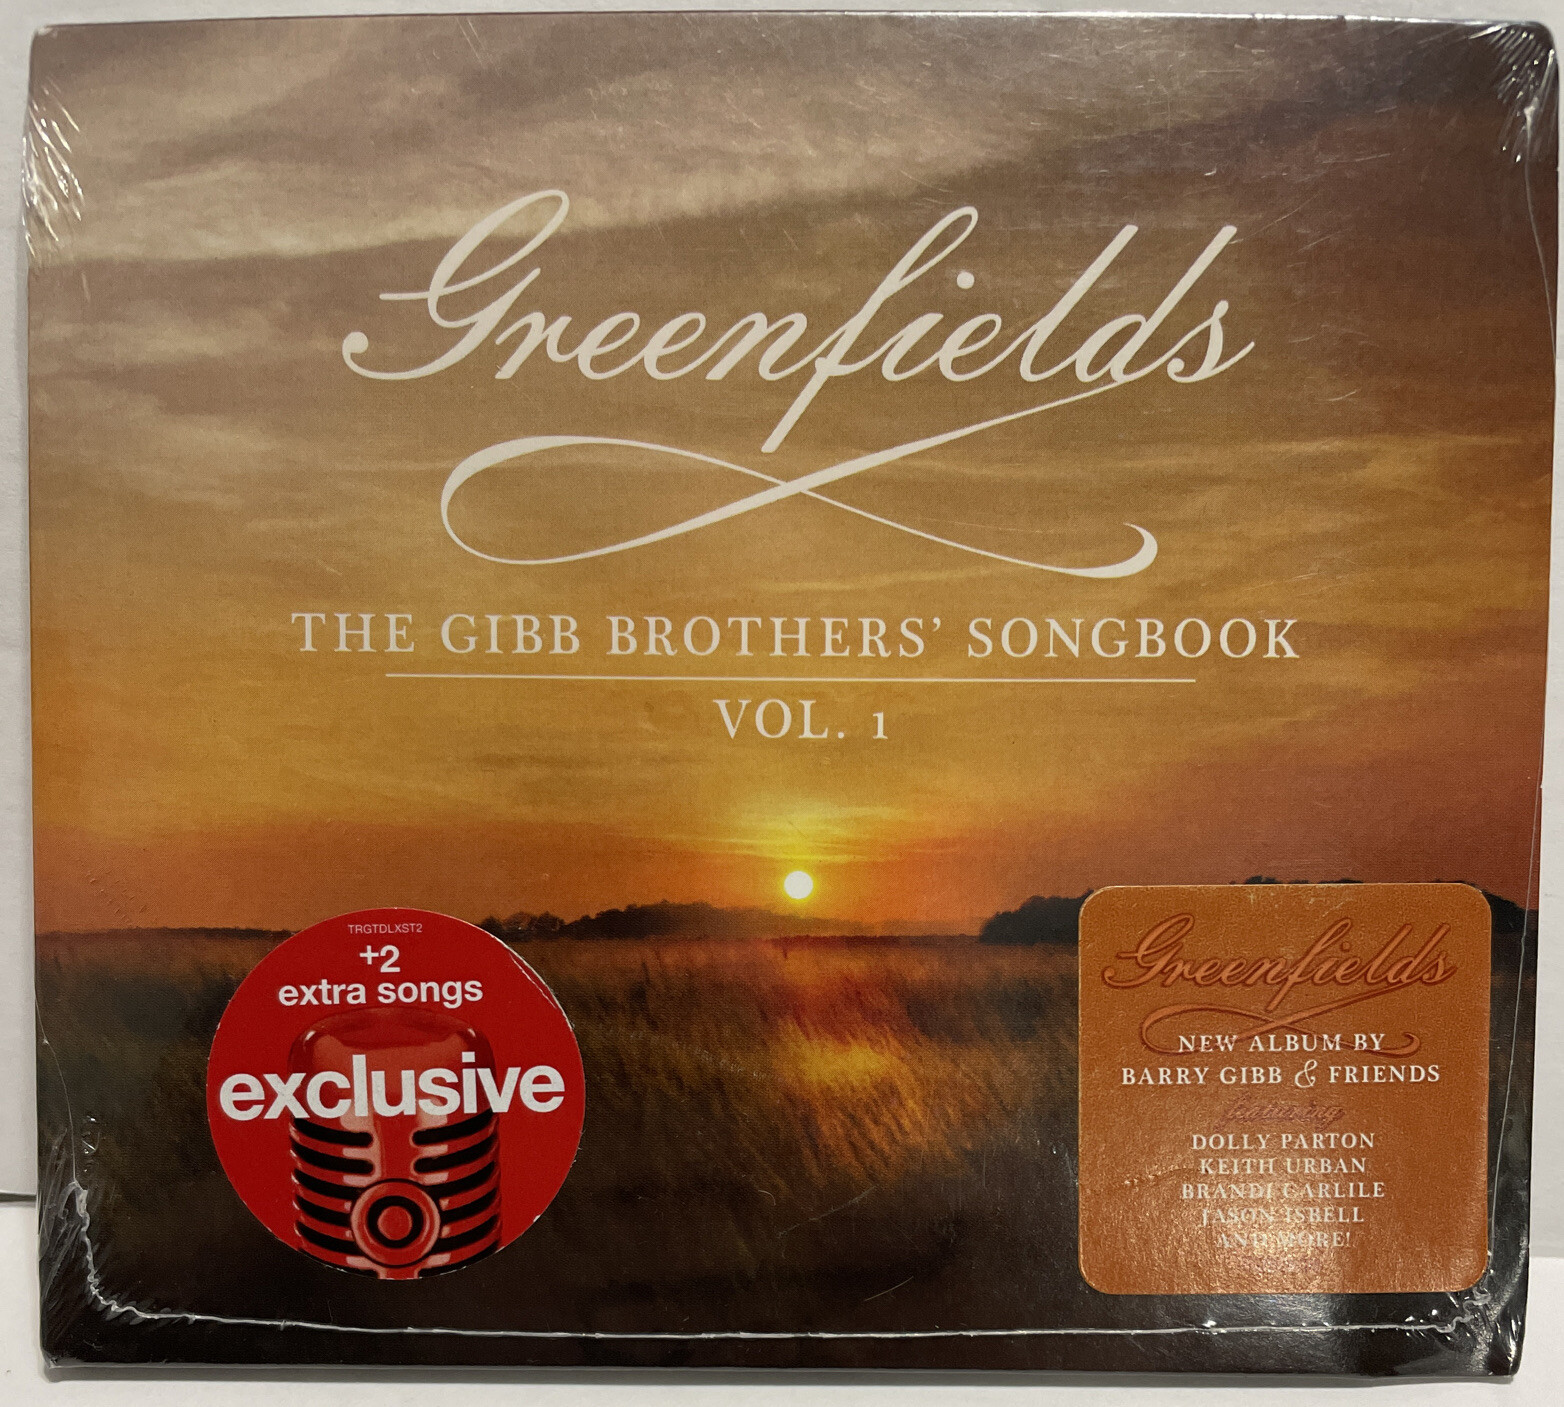 Greenfields
THE GIBB BROTHERS’ SONGBOOK
VOL. 1
TRGTDLXST2
+2
extra songs
exclusive
Greenfields
NEW ALBUM BY
BARRY GIBB & FRIENDS
featuring
DOLLY PARTON
KEITH URBAN
BRANDI CARLILE
JASON ISBELL
AND MORE!